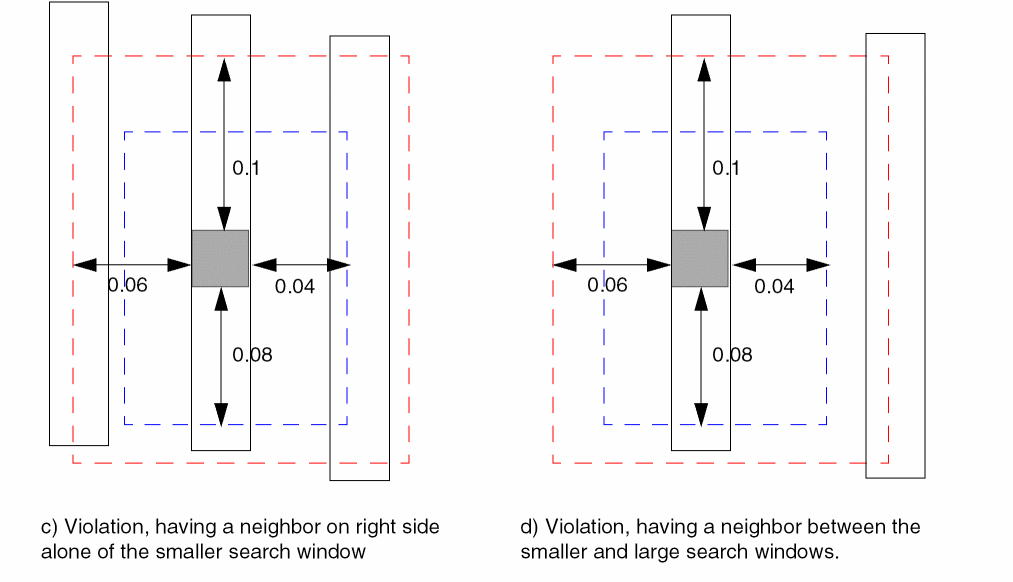 0.1
0.06
0.04
0.08
0.1
0.06
0.04
0.08
c) Violation, having a neighbor on right side
alone of the smaller search window
d) Violation, having a neighbor between the
smaller and large search windows.